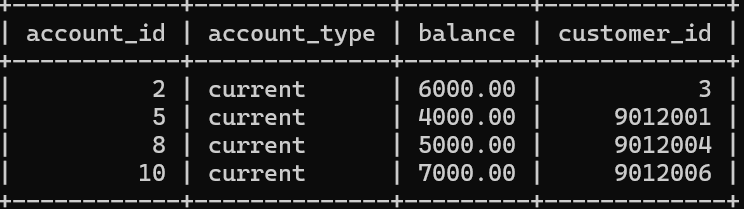 +------------+--------------+---------+-------------+
| account_id | account_type | balance | customer_id |
+------------+--------------+---------+-------------+
|          2 | current      | 6000.00 |           3 |
|          5 | current      | 4000.00 |     9012001 |
|          8 | current      | 5000.00 |     9012004 |
|         10 | current      | 7000.00 |     9012006 |
+------------+--------------+---------+-------------+